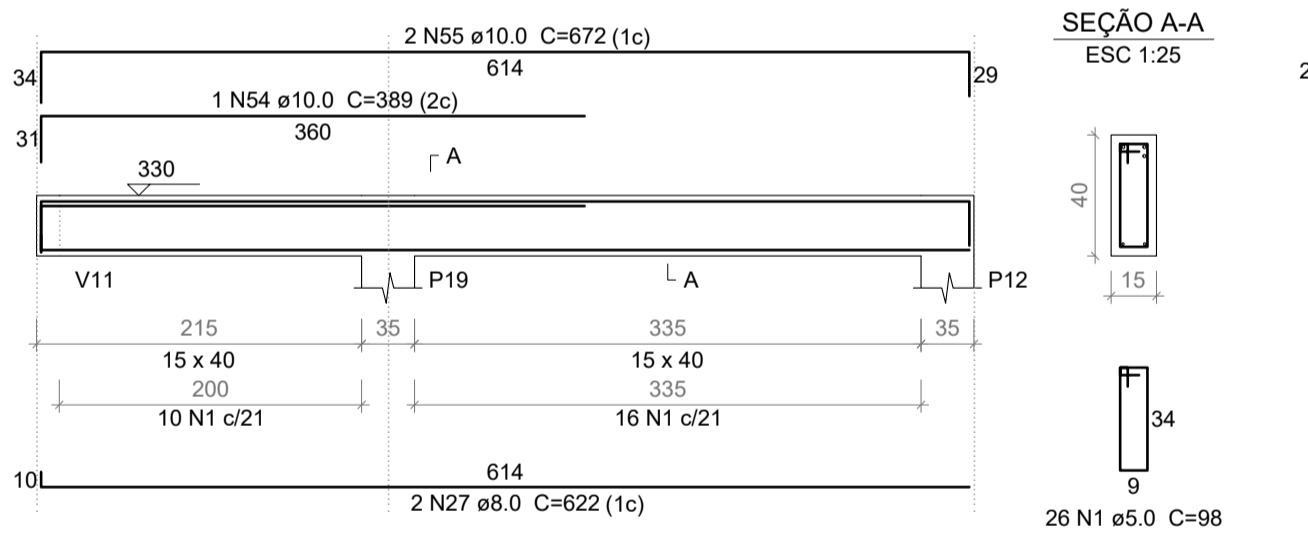 2 N55 ø10.0 C=672 (1c)
34
614
29
1 N54 ø10.0 C=389 (2c)
31
360
A
330
V11
P19
A
P12
215
35
335
35
15 x 40
15 x 40
200
335
10 N1 c/21
16 N1 c/21
10
614
2 N27 ø8.0 C=622 (1c)
SEÇÃO A-A
ESC 1:25
2
40
15
34
9
26 N1 ø5.0 C=98